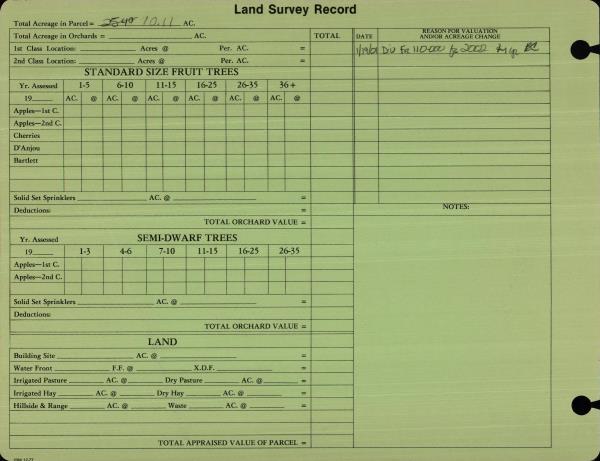 Land Survey Record
Total Acreage in Parcel= 25.40 10.11 AC.
Total Acreage in Orchards = AC. TOTAL DATE REASON FOR VALUATION AND/OR ACREAGE CHANGE
1st Class Location: Acres @ Per. AC. = 1/19/01 Div Fr 110-000 fr 2002
2nd Class Location: Acres @ Per. AC. =
STANDARD SIZE FRUIT TREES
Yr. Assessed 1-5 6-10 11-15 16-25 26-35 36+
19 AC. @ AC. @ AC. @ AC. @ AC. @ AC. @
Apples—1st C.
Apples—2nd C.
Cherries
D'Anjou
Bartlett
Solid Set Sprinklers AC. @ =
Deductions: = NOTES:
TOTAL ORCHARD VALUE =
Yr. Assessed SEMI-DWARF TREES
19 1-3 4-6 7-10 11-15 16-25 26-35
Apples—1st C.
Apples—2nd C.
Solid Set Sprinklers AC. @ =
Deductions:
TOTAL ORCHARD VALUE =
LAND
Building Site AC. @ =
Water Front F.F. @ X.D.F. =
Irrigated Pasture AC. @ Dry Pasture AC. @ =
Irrigated Hay AC. @ Dry Hay AC. @ =
Hillside & Range AC. @ Waste AC. @ =
TOTAL APPRAISED VALUE OF PARCEL =